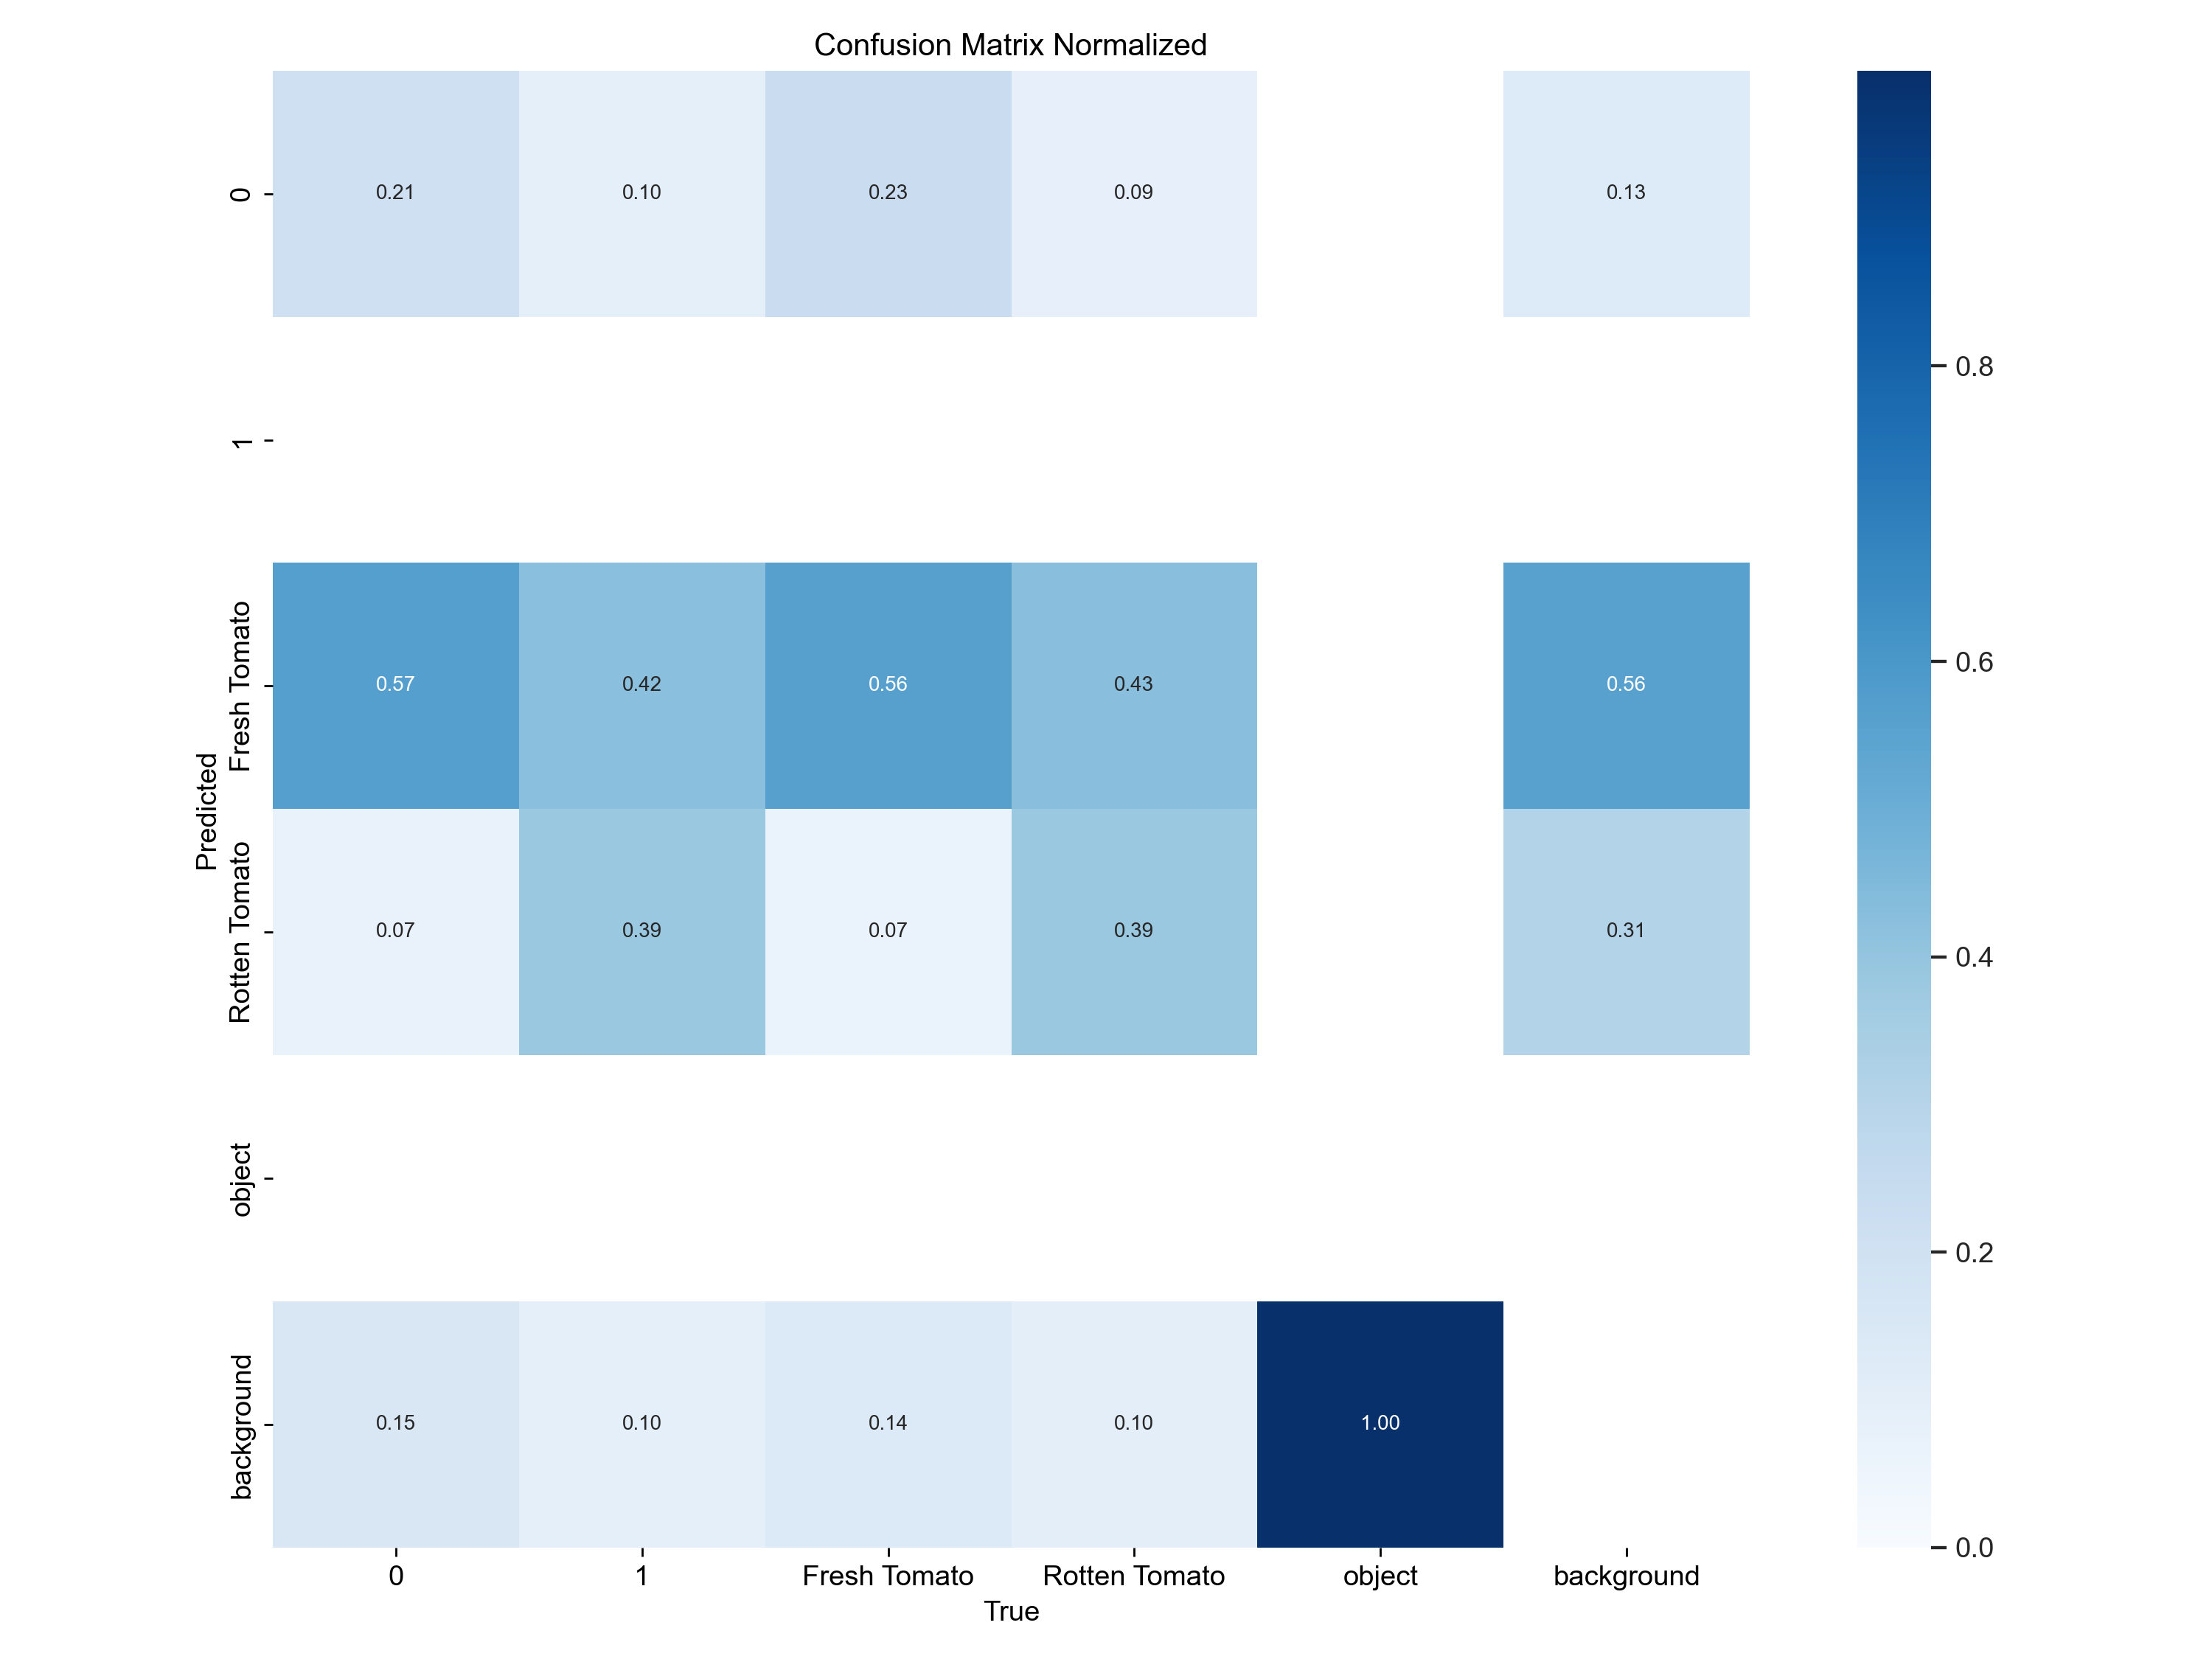 Confusion Matrix Normalized
0
0.21 0.10 0.23 0.09 0.13
1
Fresh Tomato
0.57 0.42 0.56 0.43 0.56
Predicted
Rotten Tomato
0.07 0.39 0.07 0.39 0.31
object
background
0.15 0.10 0.14 0.10 1.00
0 1 Fresh Tomato Rotten Tomato object background
True
0.8
0.6
0.4
0.2
0.0